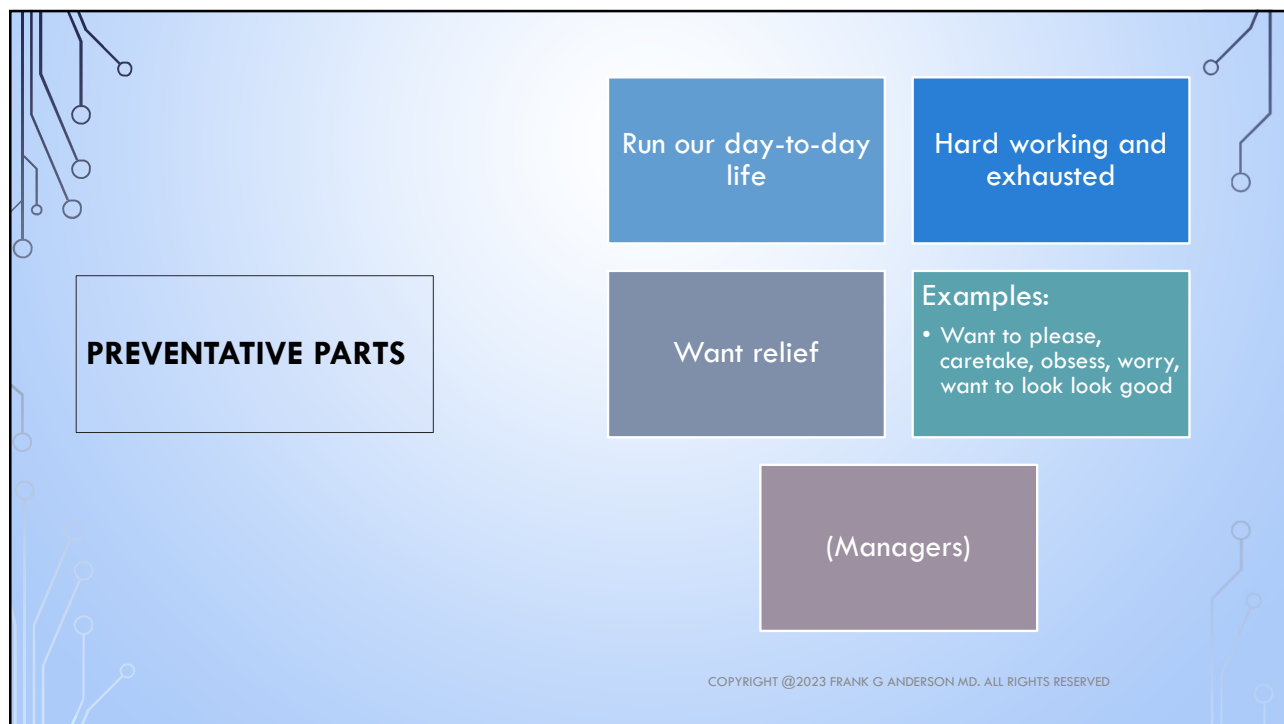 PREVENTATIVE PARTS
Run our day-to-day
life
Hard working and
exhausted
Want relief
Examples:
• Want to please,
caretake, obsess, worry,
want to look look good
(Managers)
COPYRIGHT @2023 FRANK G ANDERSON MD. ALL RIGHTS RESERVED